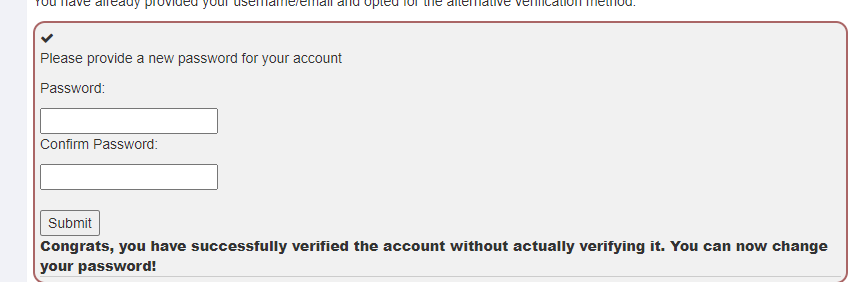 You have already provided your username/email and opted for the alternative verification method.
Please provide a new password for your account
Password:
Confirm Password:
Submit
Congrats, you have successfully verified the account without actually verifying it. You can now change
your password!